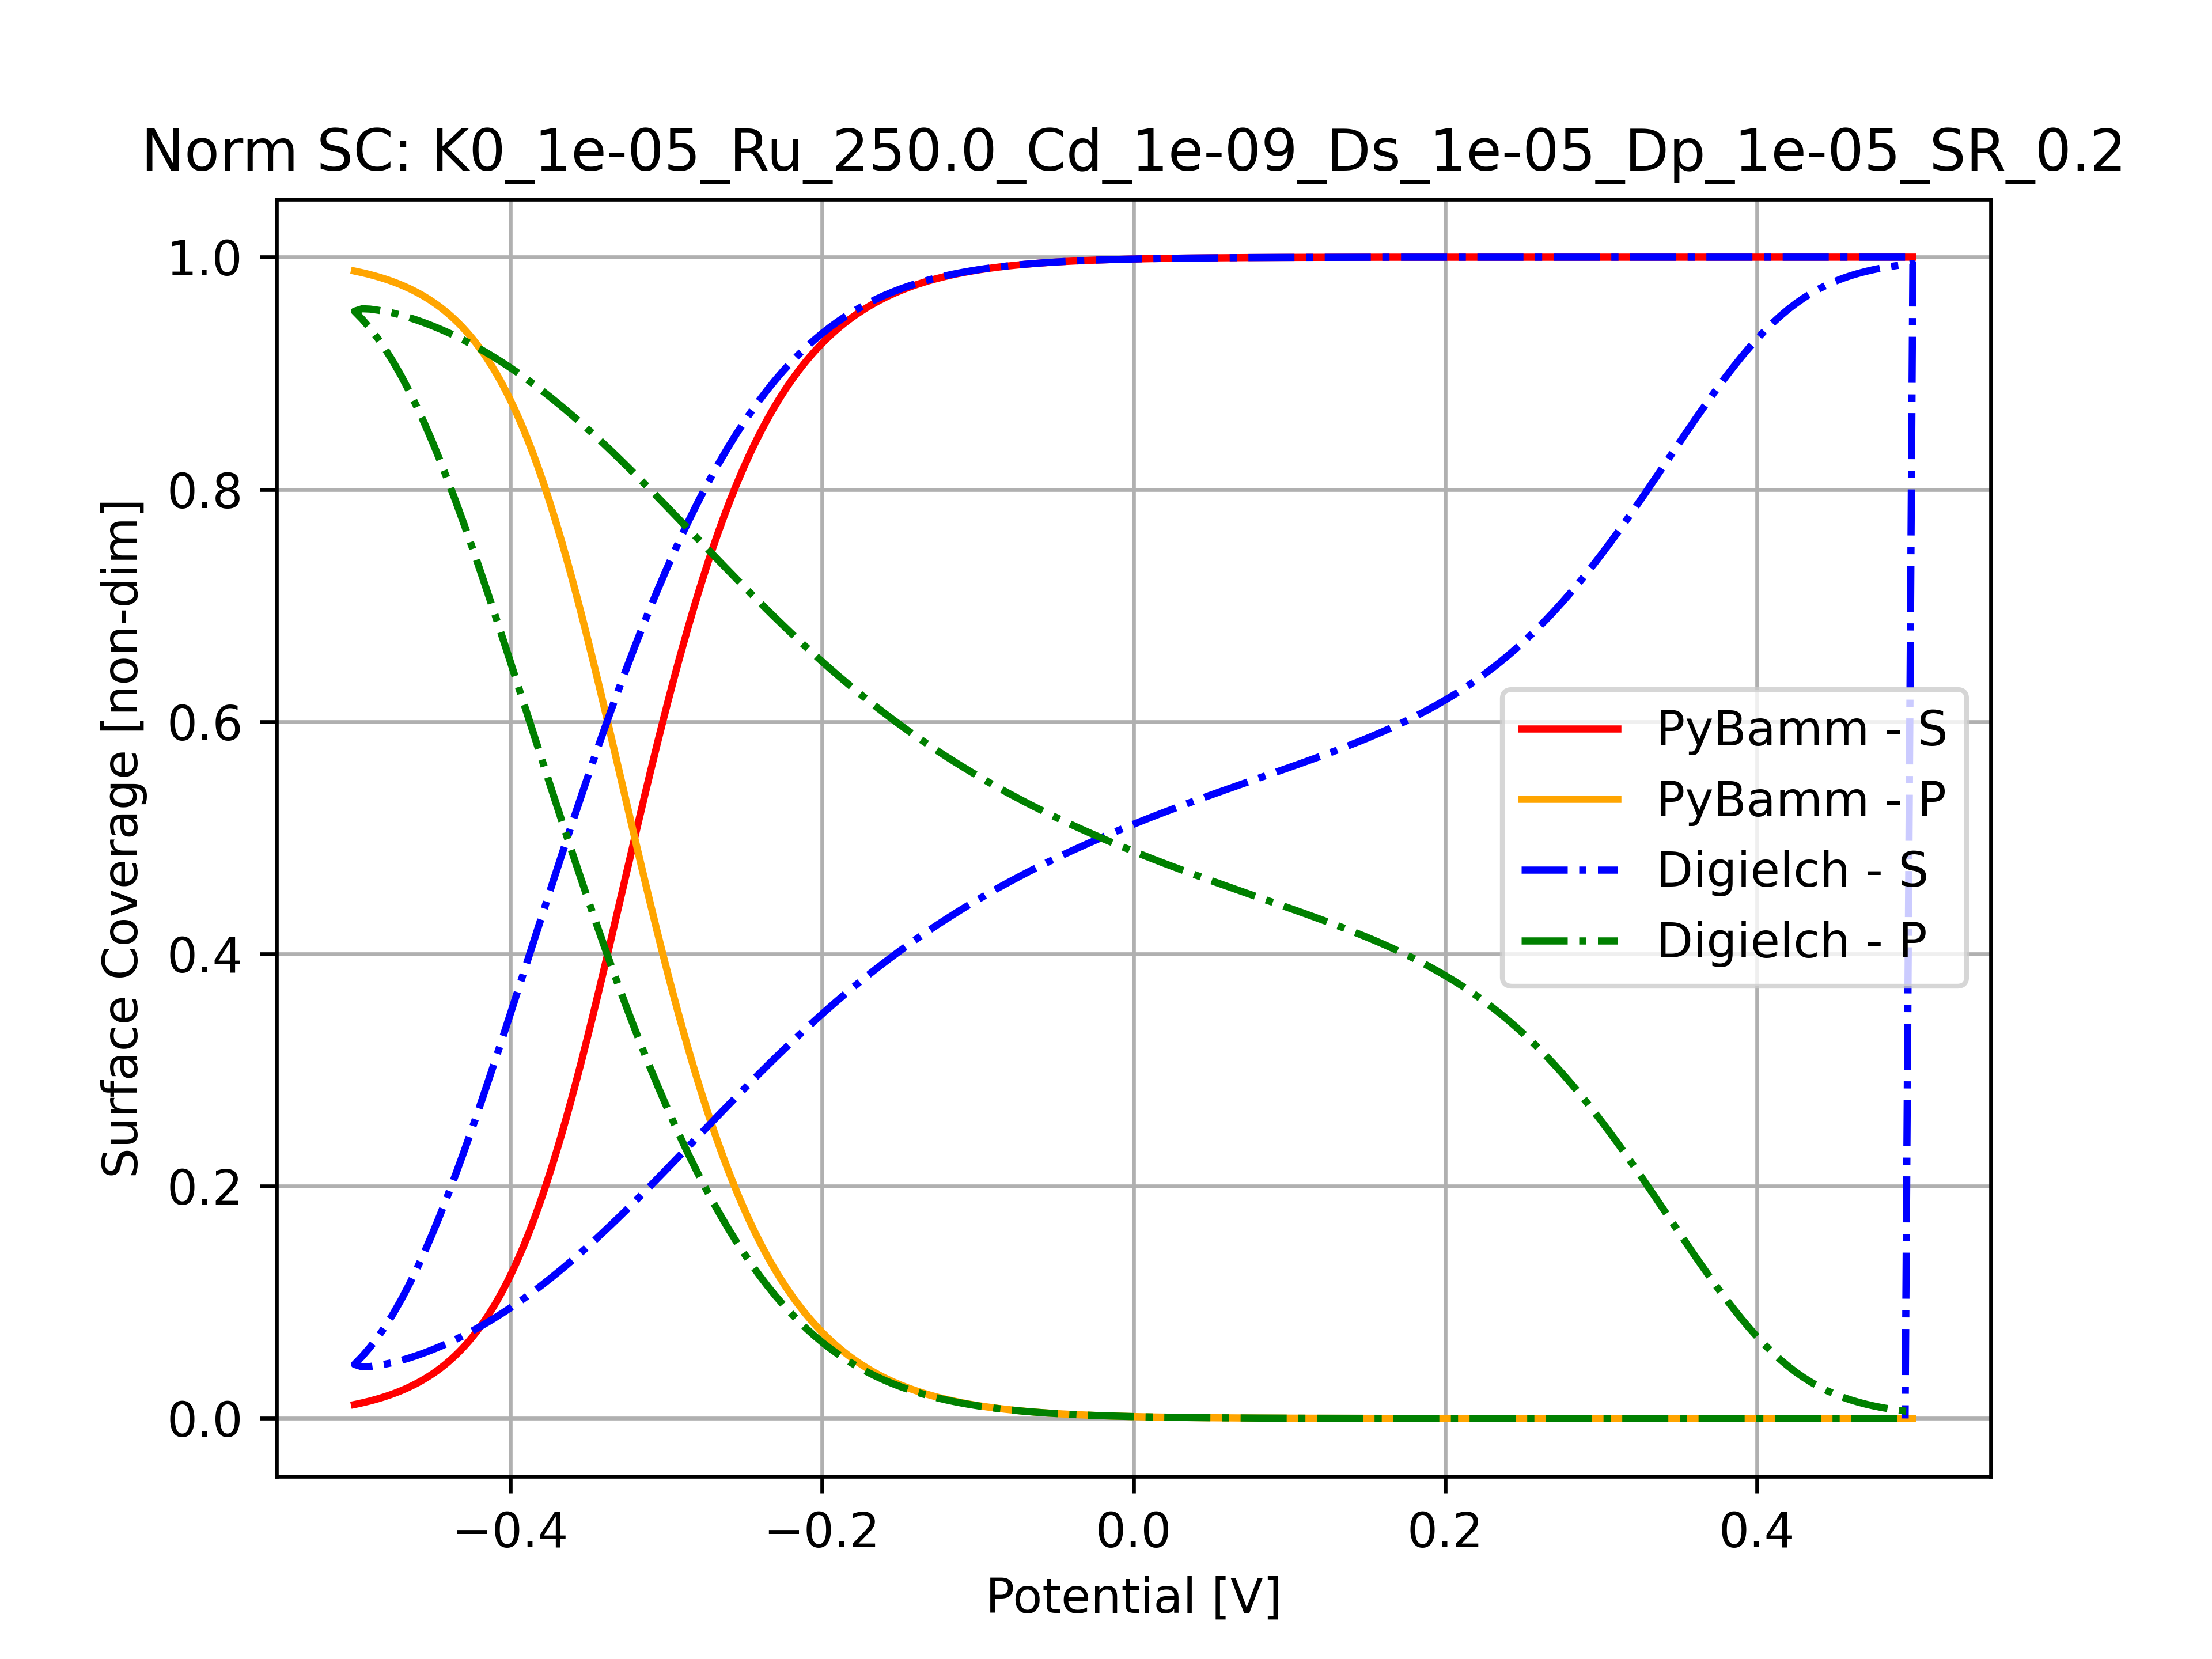 Norm SC: K0_1e-05_Ru_250.0_Cd_1e-09_Ds_1e-05_Dp_1e-05_SR_0.2
Surface Coverage [non-dim]
1.0
0.8
0.6
0.4
0.2
0.0
PyBamm - S
PyBamm - P
Digielch - S
Digielch - P
−0.4 −0.2 0.0 0.2 0.4
Potential [V]